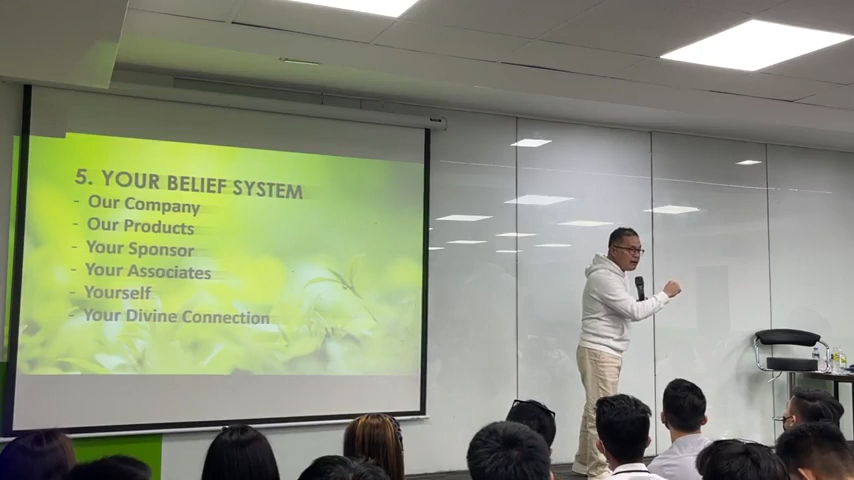 5. YOUR BELIEF SYSTEM
- Our Company
- Our Products
- Your Sponsor
- Your Associates
- Yourself
- Your Divine Connection